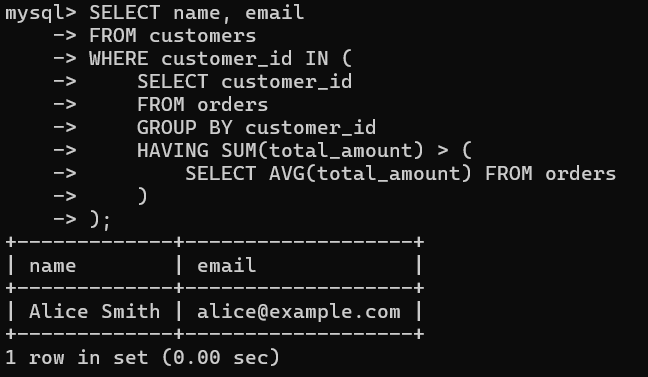 mysql> SELECT name, email
    -> FROM customers
    -> WHERE customer_id IN (
    ->     SELECT customer_id
    ->     FROM orders
    ->     GROUP BY customer_id
    ->     HAVING SUM(total_amount) > (
    ->         SELECT AVG(total_amount) FROM orders
    ->     )
    -> );
+-------------+-------------------+
| name        | email             |
+-------------+-------------------+
| Alice Smith | alice@example.com |
+-------------+-------------------+
1 row in set (0.00 sec)